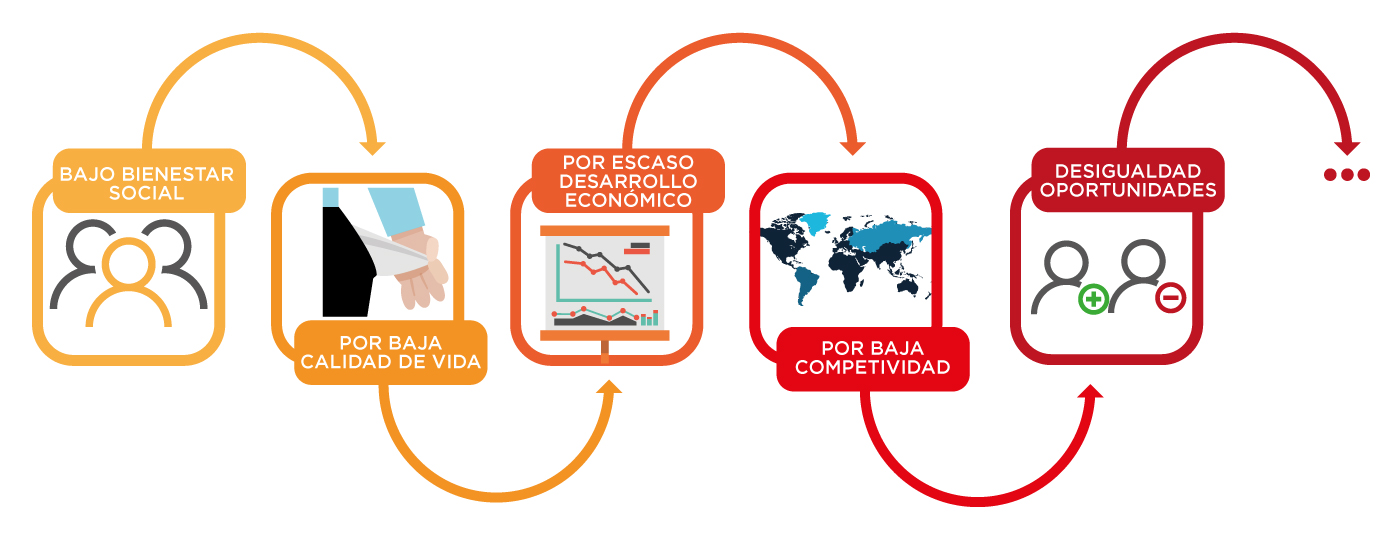 BAJO BIENESTAR
SOCIAL
POR BAJA
CALIDAD DE VIDA
POR ESCASO
DESARROLLO
ECONÓMICO
POR BAJA
COMPETIVIDAD
DESIGUALDAD
OPORTUNIDADES
...